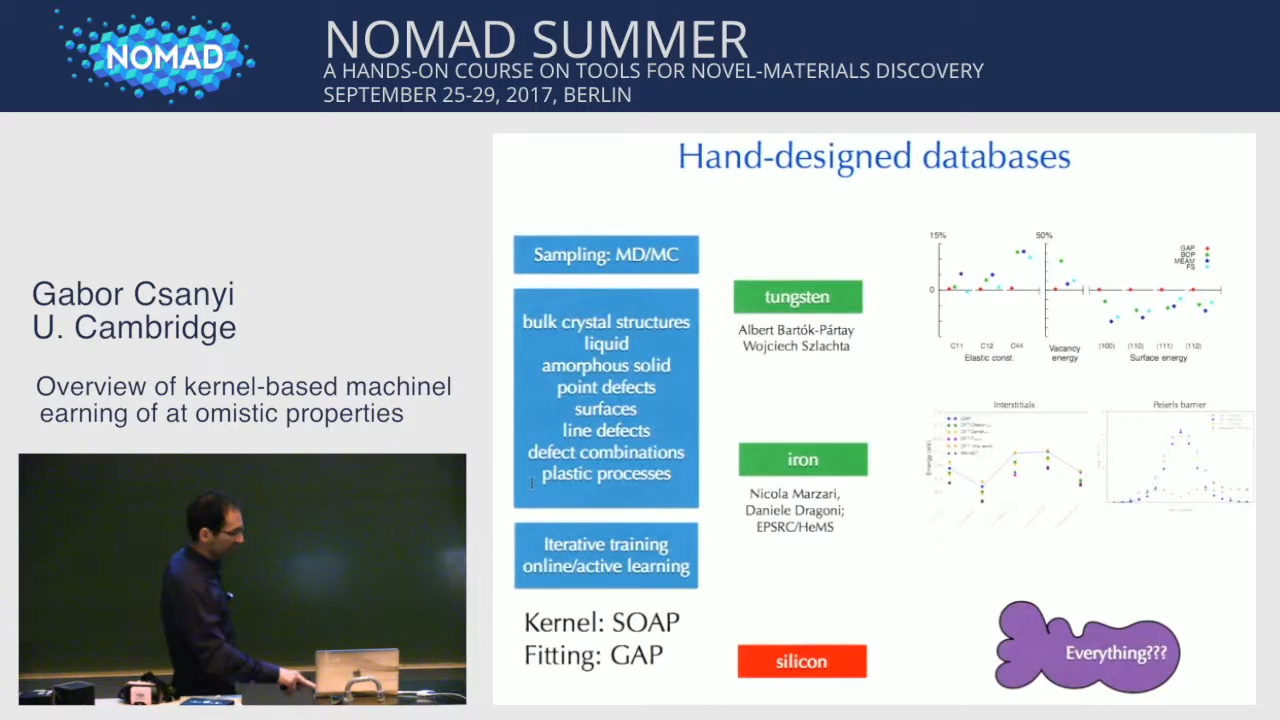 NOMAD
NOMAD SUMMER
A HANDS-ON COURSE ON TOOLS FOR NOVEL-MATERIALS DISCOVERY
SEPTEMBER 25-29, 2017, BERLIN
Gabor Csanyi
U. Cambridge
Overview of kernel-based machinel
earning of at omistic properties
Hand-designed databases
Sampling: MD/MC
bulk crystal structures
liquid
amorphous solid
point defects
surfaces
line defects
defect combinations
plastic processes
Iterative training
online/active learning
Kernel: SOAP
Fitting: GAP
tungsten
Albert Bartók-Pártay
Wojciech Szlachta
iron
Nicola Marzari,
Daniele Dragoni;
EPSRC/HeMS
silicon
15%
0
50%
GAP
BOP
MEAM
FS
C11 C12 C44
Elastic const.
Vacancy
energy
(100) (110) (111) (112)
Surface energy
Interstitials
Energy (eV)
GAP
Peierls barrier
Everything???